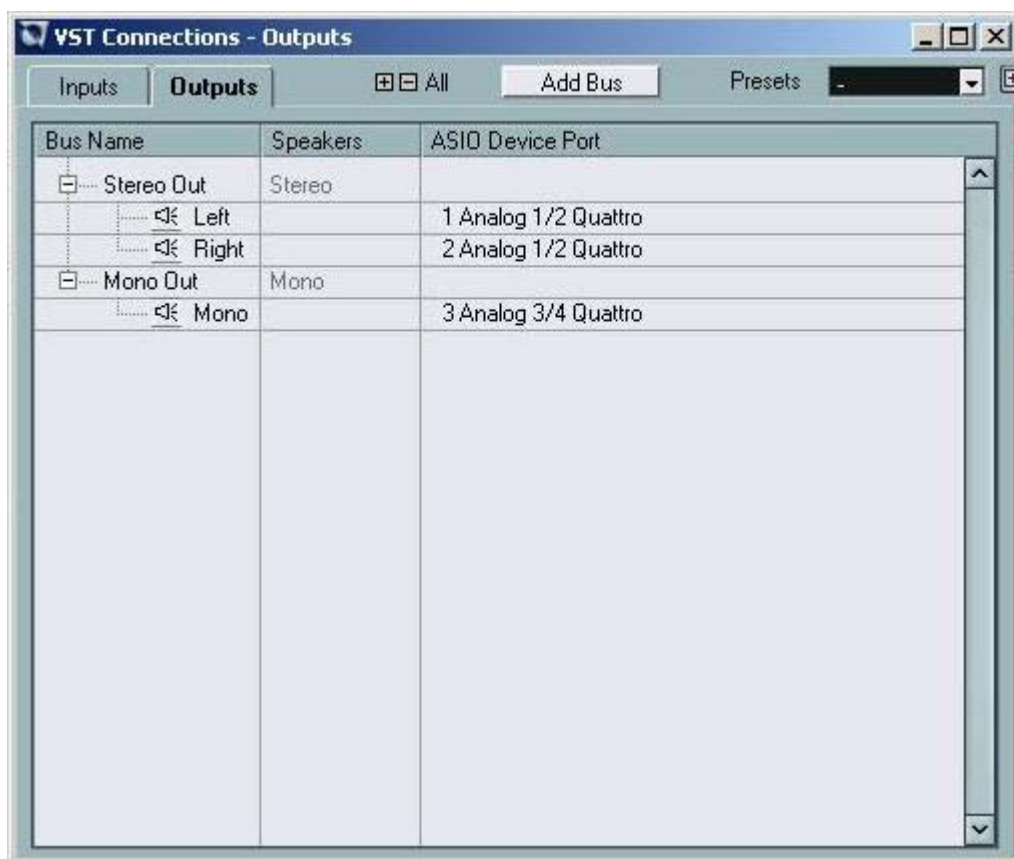 VST Connections - Outputs
Inputs Outputs All Add Bus Presets -
Bus Name Speakers ASIO Device Port
Stereo Out Stereo
Left 1 Analog 1/2 Quattro
Right 2 Analog 1/2 Quattro
Mono Out Mono
Mono 3 Analog 3/4 Quattro